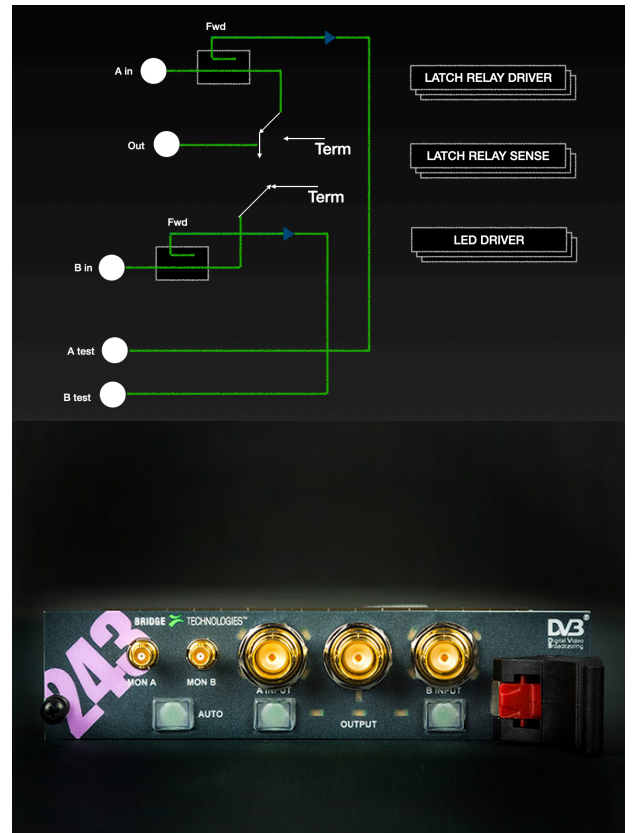 Fwd
A in
LATCH RELAY DRIVER
Out
Term
LATCH RELAY SENSE
Term
Fwd
LED DRIVER
B in
A test
B test
243
BRIDGE TECHNOLOGIES™
DVB®
Digital Video
Broadcasting
MON A
MON B
A INPUT
B INPUT
AUTO
OUTPUT